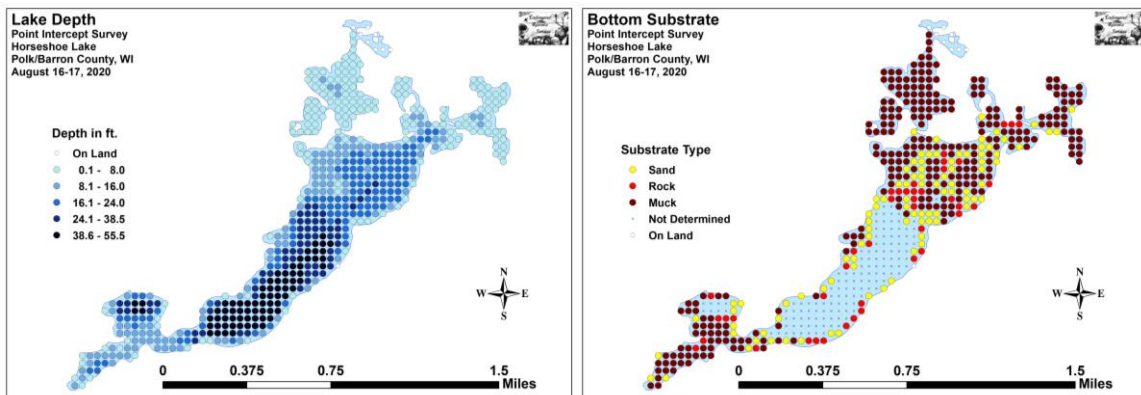 Lake Depth
Point Intercept Survey
Horseshoe Lake
Polk/Barron County, WI
August 16-17, 2020
Depth in ft.
On Land
0.1 - 8.0
8.1 - 16.0
16.1 - 24.0
24.1 - 38.5
38.6 - 55.5
N
W E
S
0 0.375 0.75 1.5
Miles
Bottom Substrate
Point Intercept Survey
Horseshoe Lake
Polk/Barron County, WI
August 16-17, 2020
Substrate Type
Sand
Rock
Muck
Not Determined
On Land
N
W E
S
0 0.375 0.75 1.5
Miles